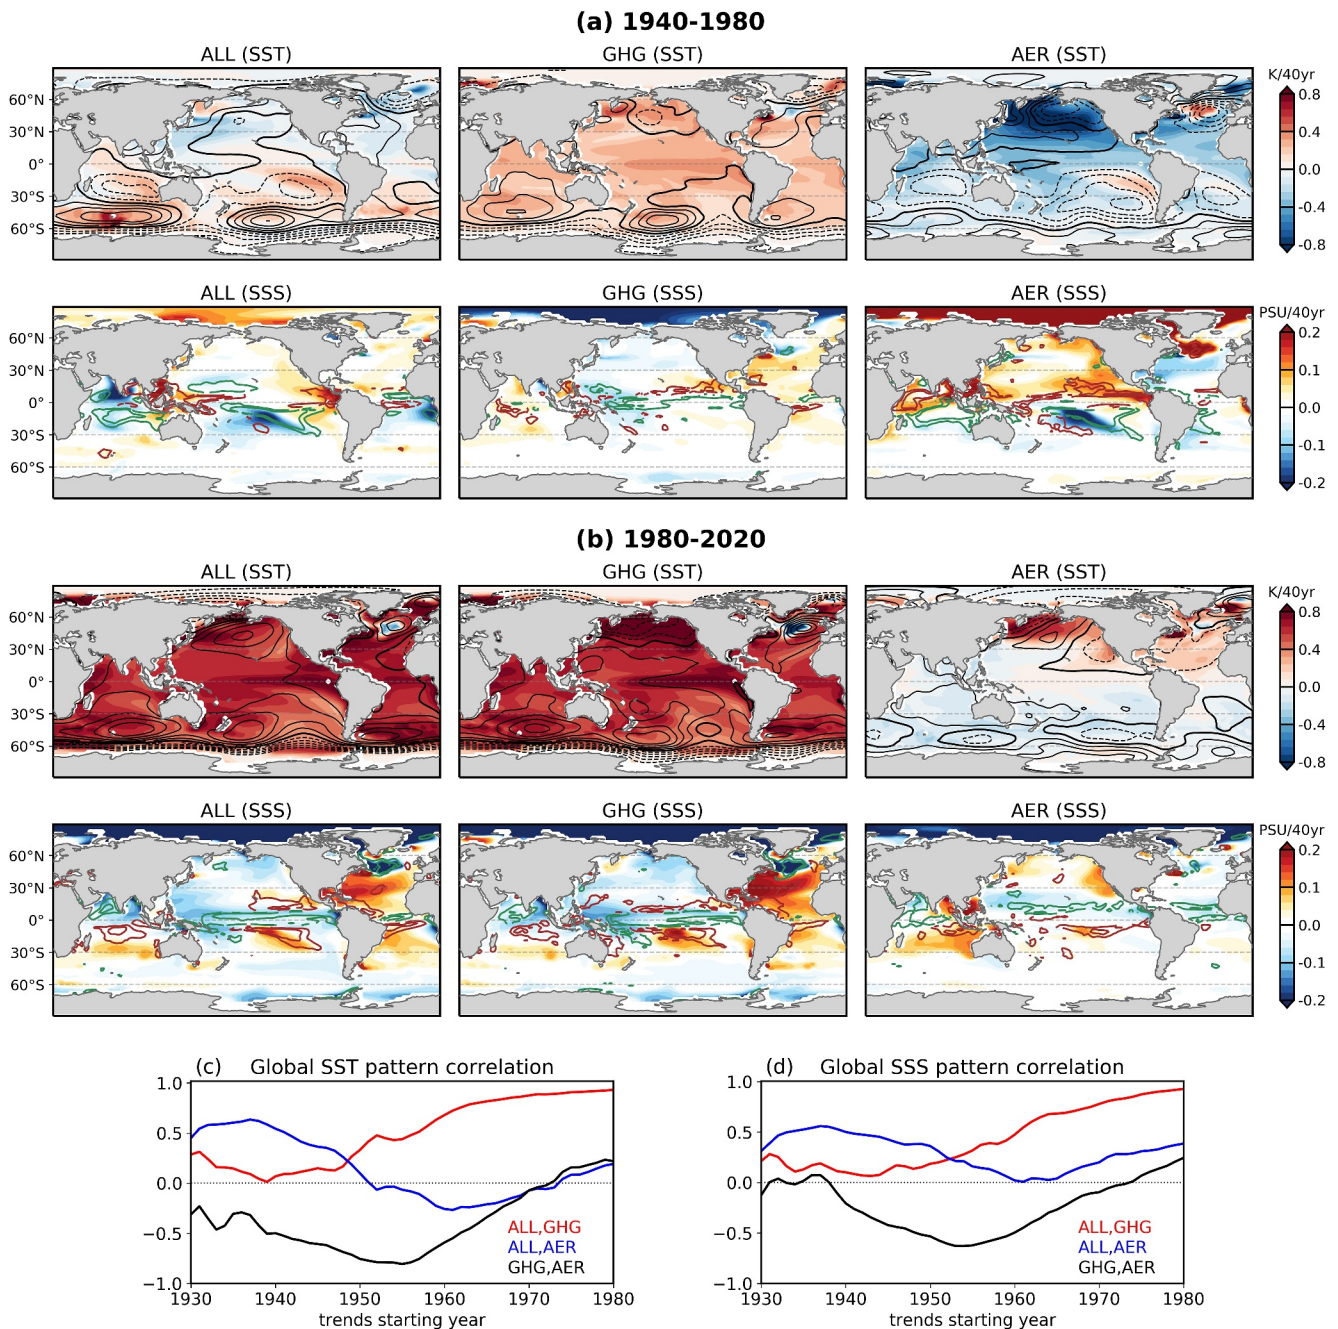 (a) 1940-1980
ALL (SST) GHG (SST) AER (SST)
K/40yr
60°N
30°N
0°
30°S
60°S
0.8
0.4
0.0
-0.4
-0.8
ALL (SSS) GHG (SSS) AER (SSS)
PSU/40yr
60°N
30°N
0°
30°S
60°S
0.2
0.1
0.0
-0.1
-0.2
(b) 1980-2020
ALL (SST) GHG (SST) AER (SST)
K/40yr
60°N
30°N
0°
30°S
60°S
0.8
0.4
0.0
-0.4
-0.8
ALL (SSS) GHG (SSS) AER (SSS)
PSU/40yr
60°N
30°N
0°
30°S
60°S
0.2
0.1
0.0
-0.1
-0.2
(c) Global SST pattern correlation
1.0
0.5
0.0
−0.5
−1.0
ALL,GHG
ALL,AER
GHG,AER
1930 1940 1950 1960 1970 1980
trends starting year
(d) Global SSS pattern correlation
1.0
0.5
0.0
−0.5
−1.0
ALL,GHG
ALL,AER
GHG,AER
1930 1940 1950 1960 1970 1980
trends starting year